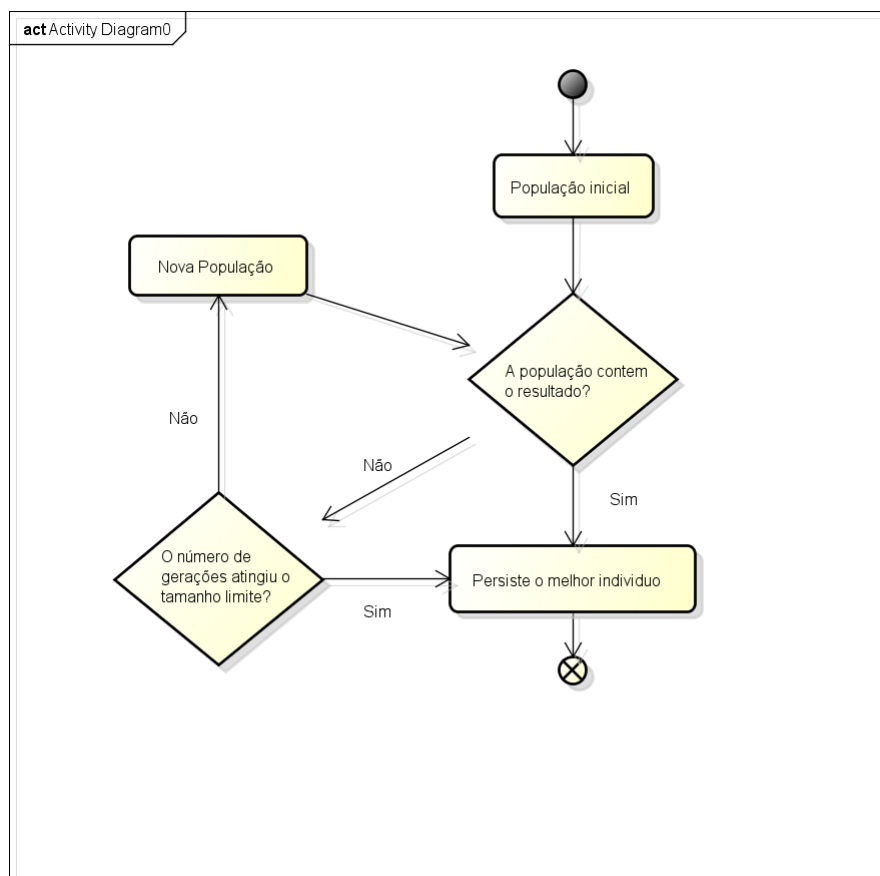 act Activity Diagram0
População inicial
Nova População
A população contem
o resultado?
Não
Não
Sim
O número de
gerações atingiu o
tamanho limite?
Persiste o melhor individuo
Sim